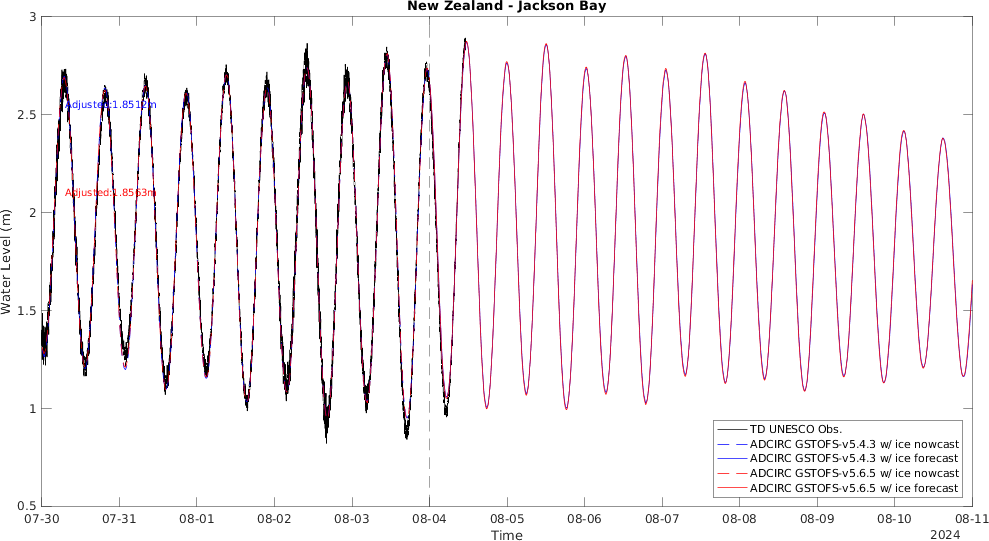 New Zealand - Jackson Bay
3
2.5
2
1.5
1
0.5
Water Level (m)
Adjusted:1.8512m
Adjusted:1.8563m
TD UNESCO Obs.
ADCIRC GSTOFS-v5.4.3 w/ ice nowcast
ADCIRC GSTOFS-v5.4.3 w/ ice forecast
ADCIRC GSTOFS-v5.6.5 w/ ice nowcast
ADCIRC GSTOFS-v5.6.5 w/ ice forecast
07-30 07-31 08-01 08-02 08-03 08-04 08-05 08-06 08-07 08-08 08-09 08-10 08-11
Time
2024